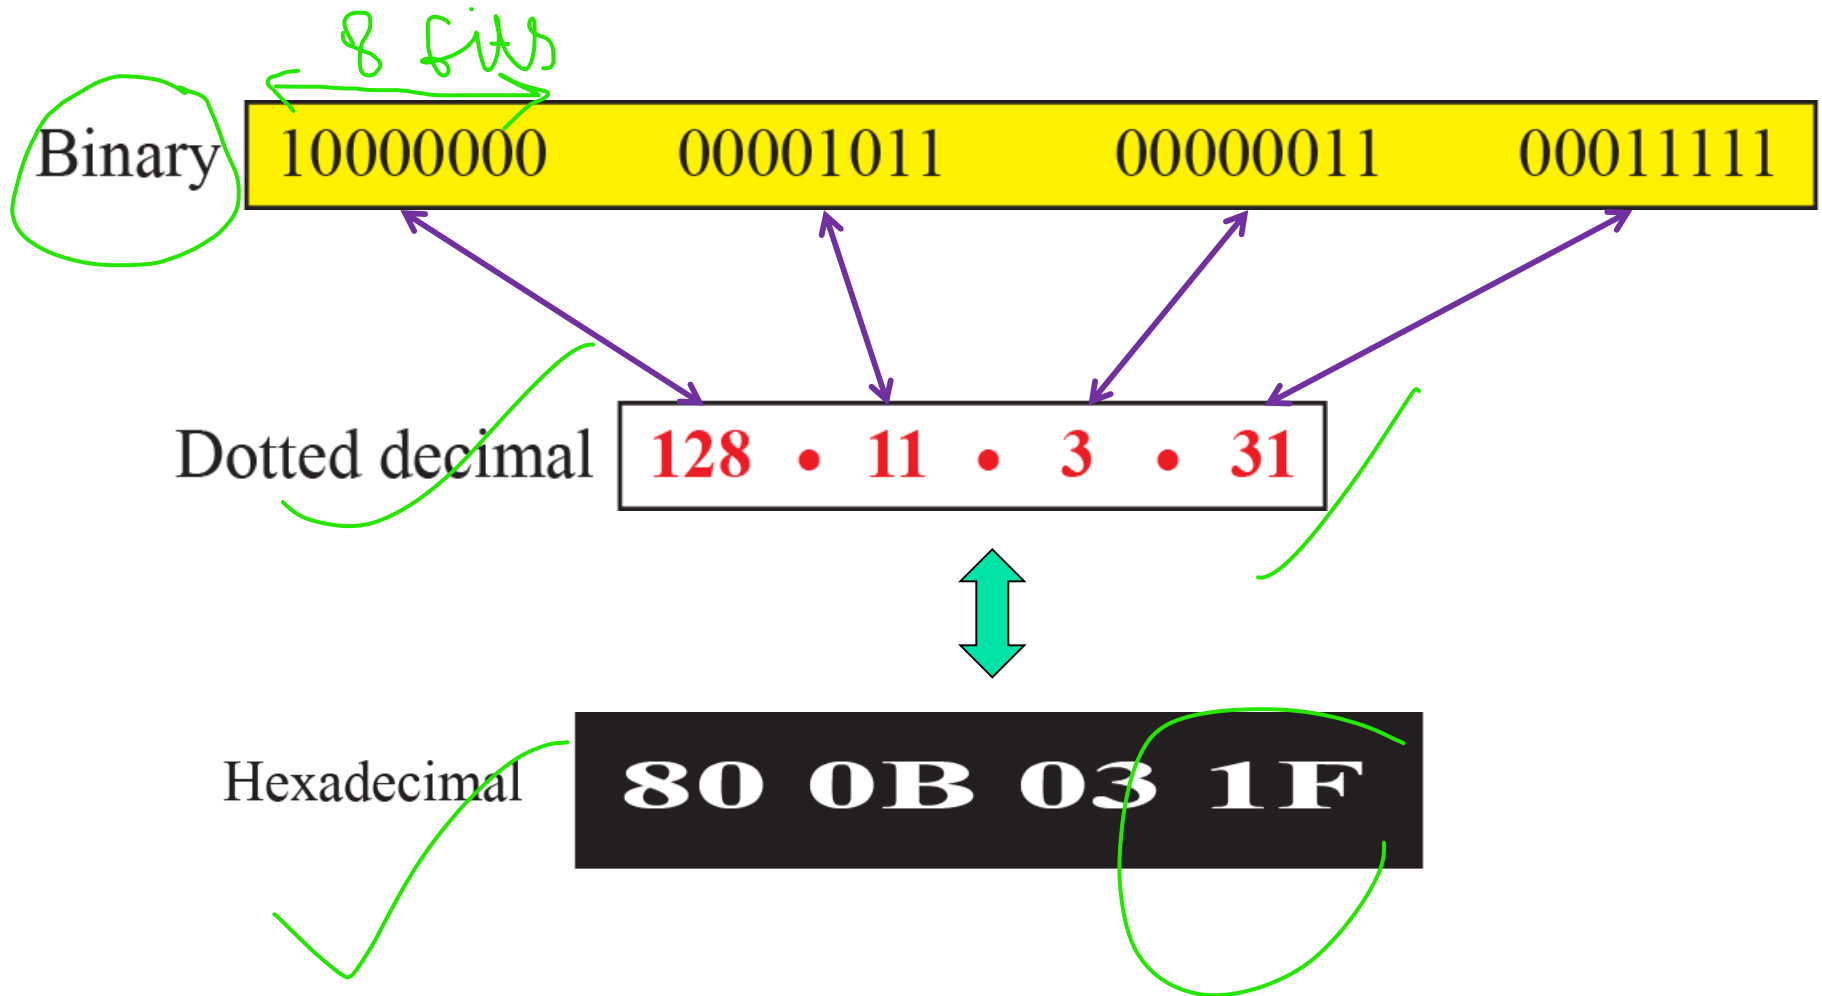 8 bits
Binary 10000000 00001011 00000011 00011111
Dotted decimal 128 • 11 • 3 • 31
Hexadecimal 80 0B 03 1F